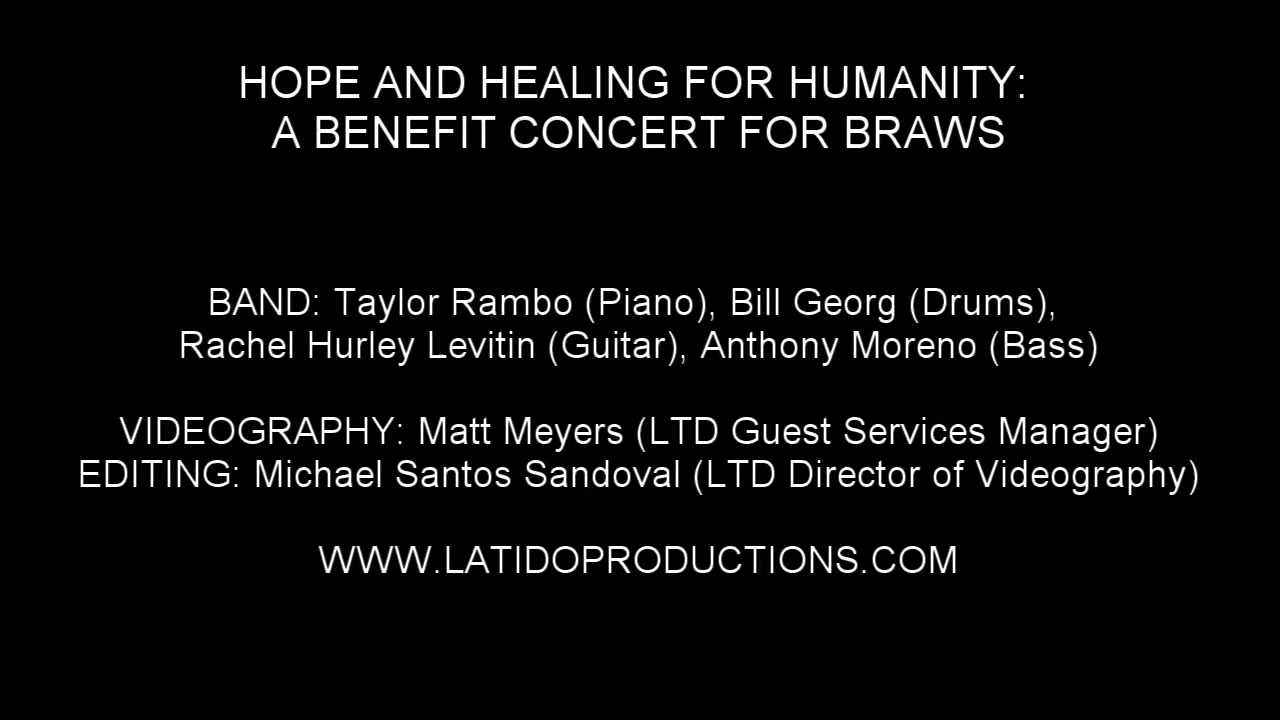 HOPE AND HEALING FOR HUMANITY:
A BENEFIT CONCERT FOR BRAWS
BAND: Taylor Rambo (Piano), Bill Georg (Drums),
Rachel Hurley Levitin (Guitar), Anthony Moreno (Bass)
VIDEOGRAPHY: Matt Meyers (LTD Guest Services Manager)
EDITING: Michael Santos Sandoval (LTD Director of Videography)
WWW.LATIDOPRODUCTIONS.COM